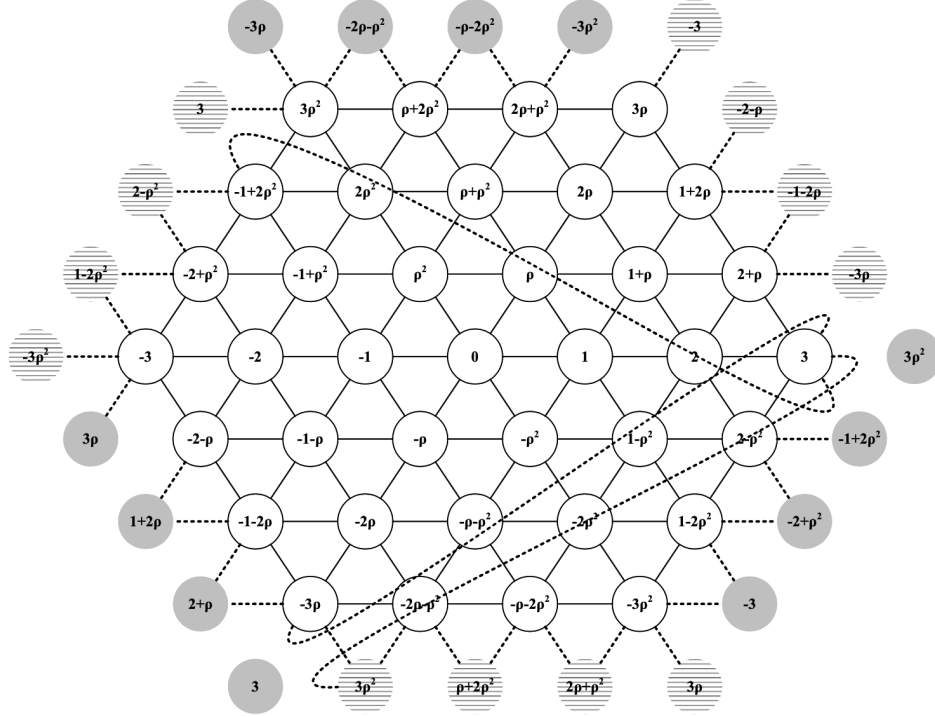 -3ρ -2ρ-ρ² -ρ-2ρ² -3ρ² -3
3 3ρ² ρ+2ρ² 2ρ+ρ² 3ρ -2-ρ
2-ρ² -1+2ρ² 2ρ² ρ+ρ² 2ρ 1+2ρ -1-2ρ
1-2ρ² -2+ρ² -1+ρ² ρ² ρ 1+ρ 2+ρ -3ρ
-3ρ² -3 -2 -1 0 1 2 3 3ρ²
3ρ -2-ρ -1-ρ -ρ -ρ² 1-ρ² 2-ρ² -1+2ρ²
1+2ρ -1-2ρ -2ρ -ρ-ρ² -2ρ² 1-2ρ² -2+ρ²
2+ρ -3ρ -2ρ-ρ² -ρ-2ρ² -3ρ² -3
3 3ρ² ρ+2ρ² 2ρ+ρ² 3ρ